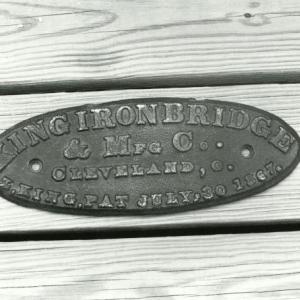 KING IRON BRIDGE
& MFG CO.
CLEVELAND, O.
Z. KING, PAT JULY, 30 1867.